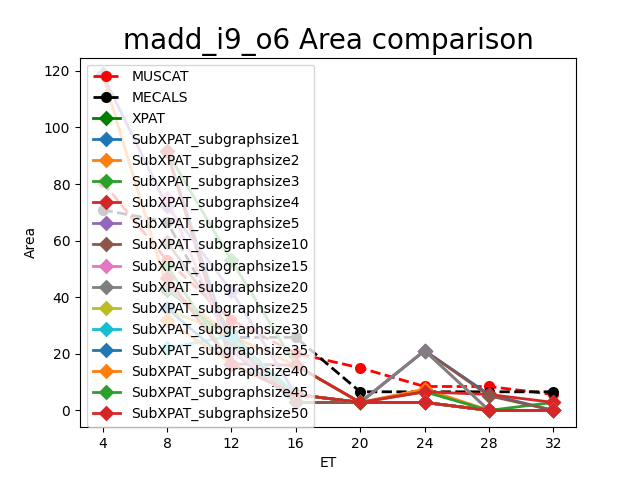 madd_i9_o6 Area comparison
120
100
80
60
40
20
0
Area
MUSCAT
MECALS
XPAT
SubXPAT_subgraphsize1
SubXPAT_subgraphsize2
SubXPAT_subgraphsize3
SubXPAT_subgraphsize4
SubXPAT_subgraphsize5
SubXPAT_subgraphsize10
SubXPAT_subgraphsize15
SubXPAT_subgraphsize20
SubXPAT_subgraphsize25
SubXPAT_subgraphsize30
SubXPAT_subgraphsize35
SubXPAT_subgraphsize40
SubXPAT_subgraphsize45
SubXPAT_subgraphsize50
4 8 12 16 20 24 28 32
ET